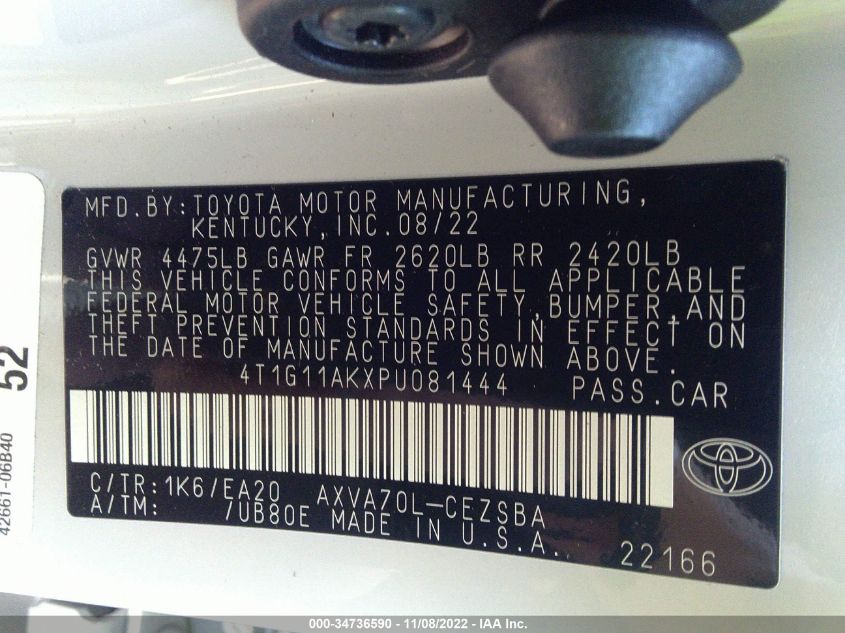 MFD.BY:TOYOTA MOTOR MANUFACTURING,
KENTUCKY,INC.08/22
GVWR 4475LB GAWR FR 2620LB RR 2420LB
THIS VEHICLE CONFORMS TO ALL APPLICABLE
FEDERAL MOTOR VEHICLE SAFETY,BUMPER,AND
THEFT PREVENTION STANDARDS IN EFFECT ON
THE DATE OF MANUFACTURE SHOWN ABOVE.
4T1G11AKXPU081444 PASS.CAR
C/TR:1K6/EA20 AXVA70L-CEZSBA
A/TM: /UB80E MADE IN U.S.A.
22166
52
42661-06B40
000-34736590 - 11/08/2022 - IAA Inc.